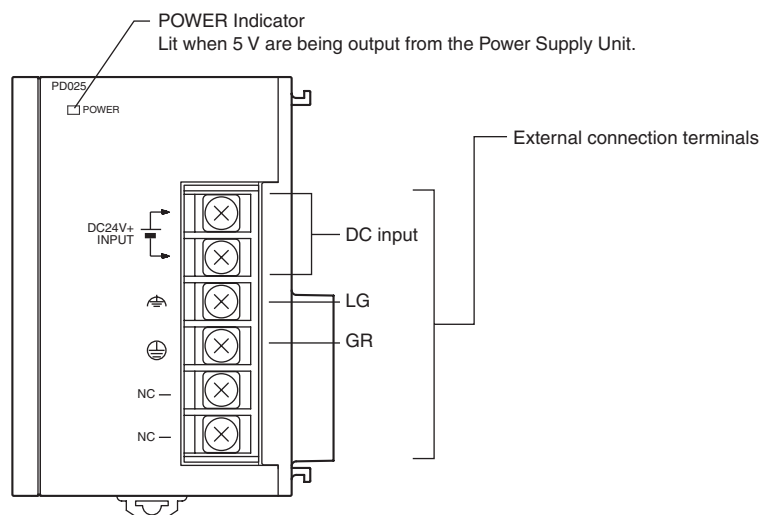 POWER Indicator
Lit when 5 V are being output from the Power Supply Unit.
PD025
POWER
External connection terminals
DC24V+
INPUT
DC input
LG
GR
NC
NC